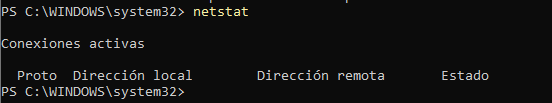 PS C:\WINDOWS\system32> netstat
Conexiones activas
Proto  Dirección local          Dirección remota        Estado
PS C:\WINDOWS\system32>